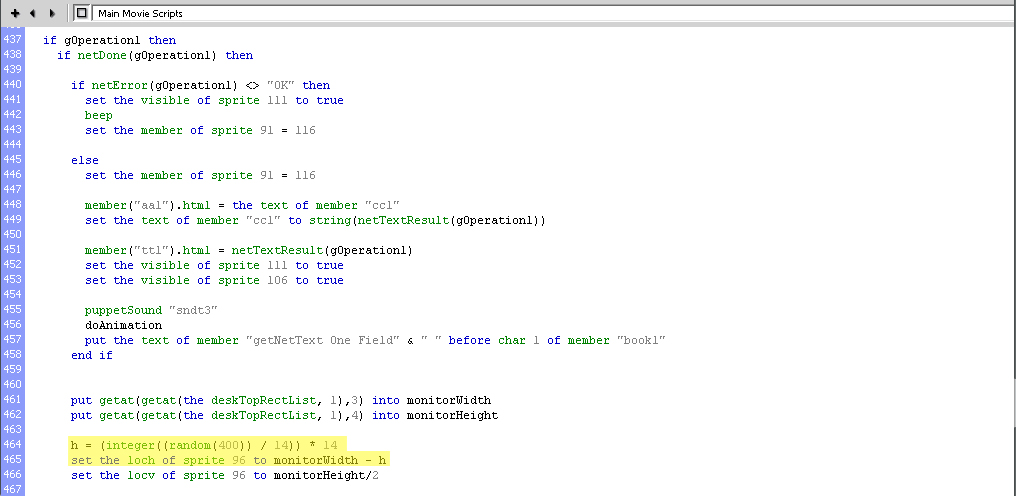 Main Movie Scripts
437 if gOperation1 then
438 if netDone(gOperation1) then
439
440 if netError(gOperation1) <> "OK" then
441 set the visible of sprite 111 to true
442 beep
443 set the member of sprite 91 = 116
444
445 else
446 set the member of sprite 91 = 116
447
448 member("aa1").html = the text of member "cc1"
449 set the text of member "cc1" to string(netTextResult(gOperation1))
450
451 member("tt1").html = netTextResult(gOperation1)
452 set the visible of sprite 111 to true
453 set the visible of sprite 106 to true
454
455 puppetSound "sndt3"
456 doAnimation
457 put the text of member "getNetText One Field" & " " before char 1 of member "book1"
458 end if
459
460
461 put getat(getat(the deskTopRectList, 1),3) into monitorWidth
462 put getat(getat(the deskTopRectList, 1),4) into monitorHeight
463
464 h = (integer((random(400)) / 14)) * 14
465 set the loch of sprite 96 to monitorWidth - h
466 set the locv of sprite 96 to monitorHeight/2
467